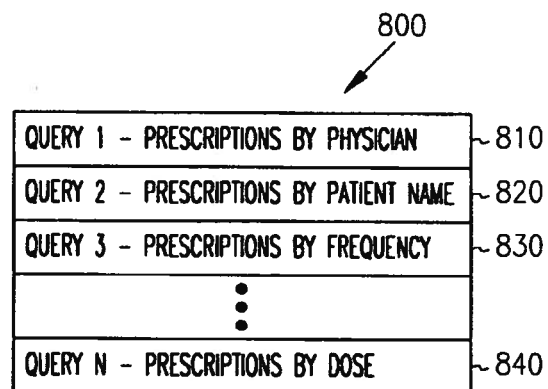 800
QUERY 1 - PRESCRIPTIONS BY PHYSICIAN 810
QUERY 2 - PRESCRIPTIONS BY PATIENT NAME 820
QUERY 3 - PRESCRIPTIONS BY FREQUENCY 830
QUERY N - PRESCRIPTIONS BY DOSE 840